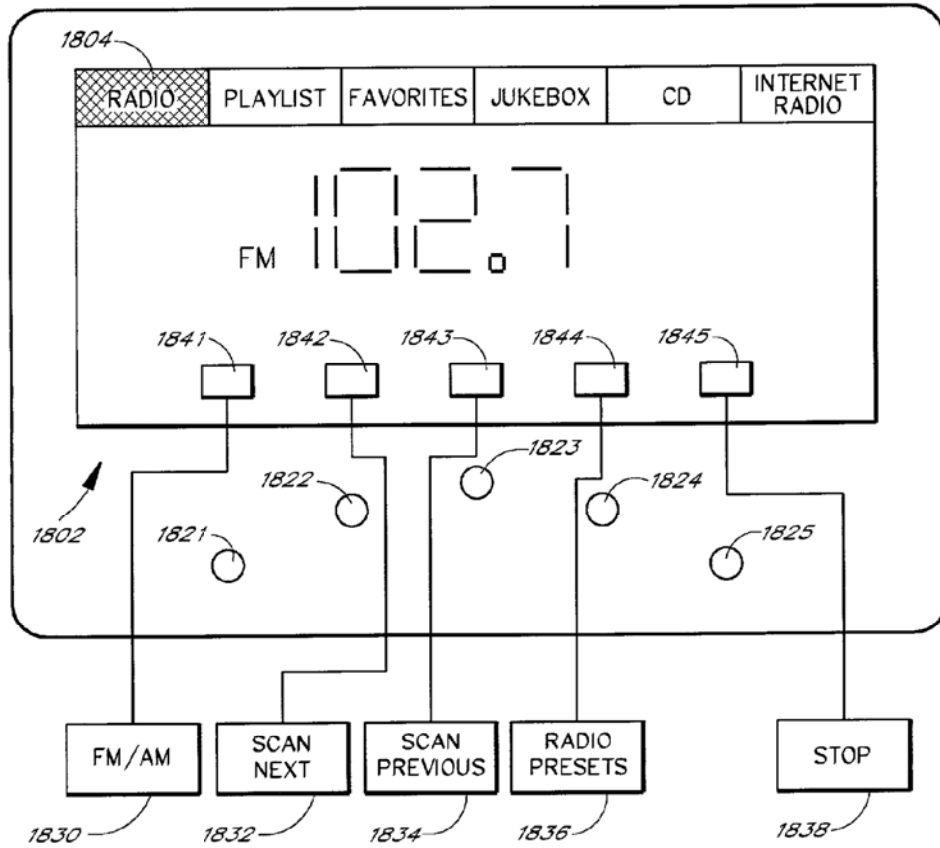 1804
RADIO
PLAYLIST
FAVORITES
JUKEBOX
CD
INTERNET
RADIO
FM
102.7
1841
1842
1843
1844
1845
1802
1821
1822
1823
1824
1825
FM/AM
SCAN
NEXT
SCAN
PREVIOUS
RADIO
PRESETS
STOP
1830
1832
1834
1836
1838